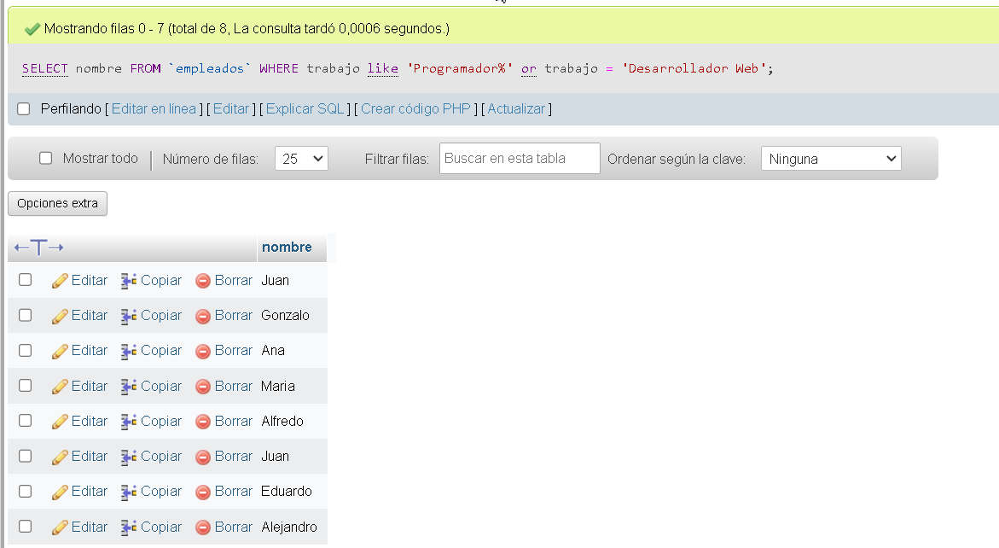 Mostrando filas 0 - 7 (total de 8, La consulta tardó 0,0006 segundos.)
SELECT nombre FROM `empleados` WHERE trabajo like 'Programador%' or trabajo = 'Desarrollador Web';
Perfilando [ Editar en línea ] [ Editar ] [ Explicar SQL ] [ Crear código PHP ] [ Actualizar ]
Mostrar todo | Número de filas: 25 Filtrar filas: Buscar en esta tabla Ordenar según la clave: Ninguna
Opciones extra
←T→ nombre
Editar Copiar Borrar Juan
Editar Copiar Borrar Gonzalo
Editar Copiar Borrar Ana
Editar Copiar Borrar Maria
Editar Copiar Borrar Alfredo
Editar Copiar Borrar Juan
Editar Copiar Borrar Eduardo
Editar Copiar Borrar Alejandro